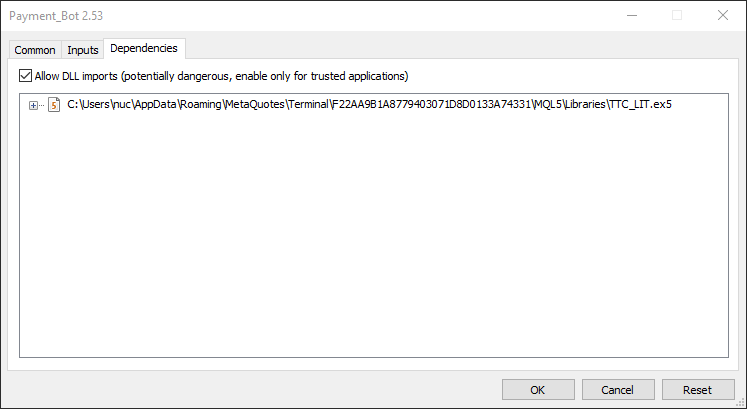 Payment_Bot 2.53
Common Inputs Dependencies
Allow DLL imports (potentially dangerous, enable only for trusted applications)
5 C:\Users\nuc\AppData\Roaming\MetaQuotes\Terminal\F22AA9B1A8779403071D8D0133A74331\MQL5\Libraries\TTC_LIT.ex5
OK Cancel Reset